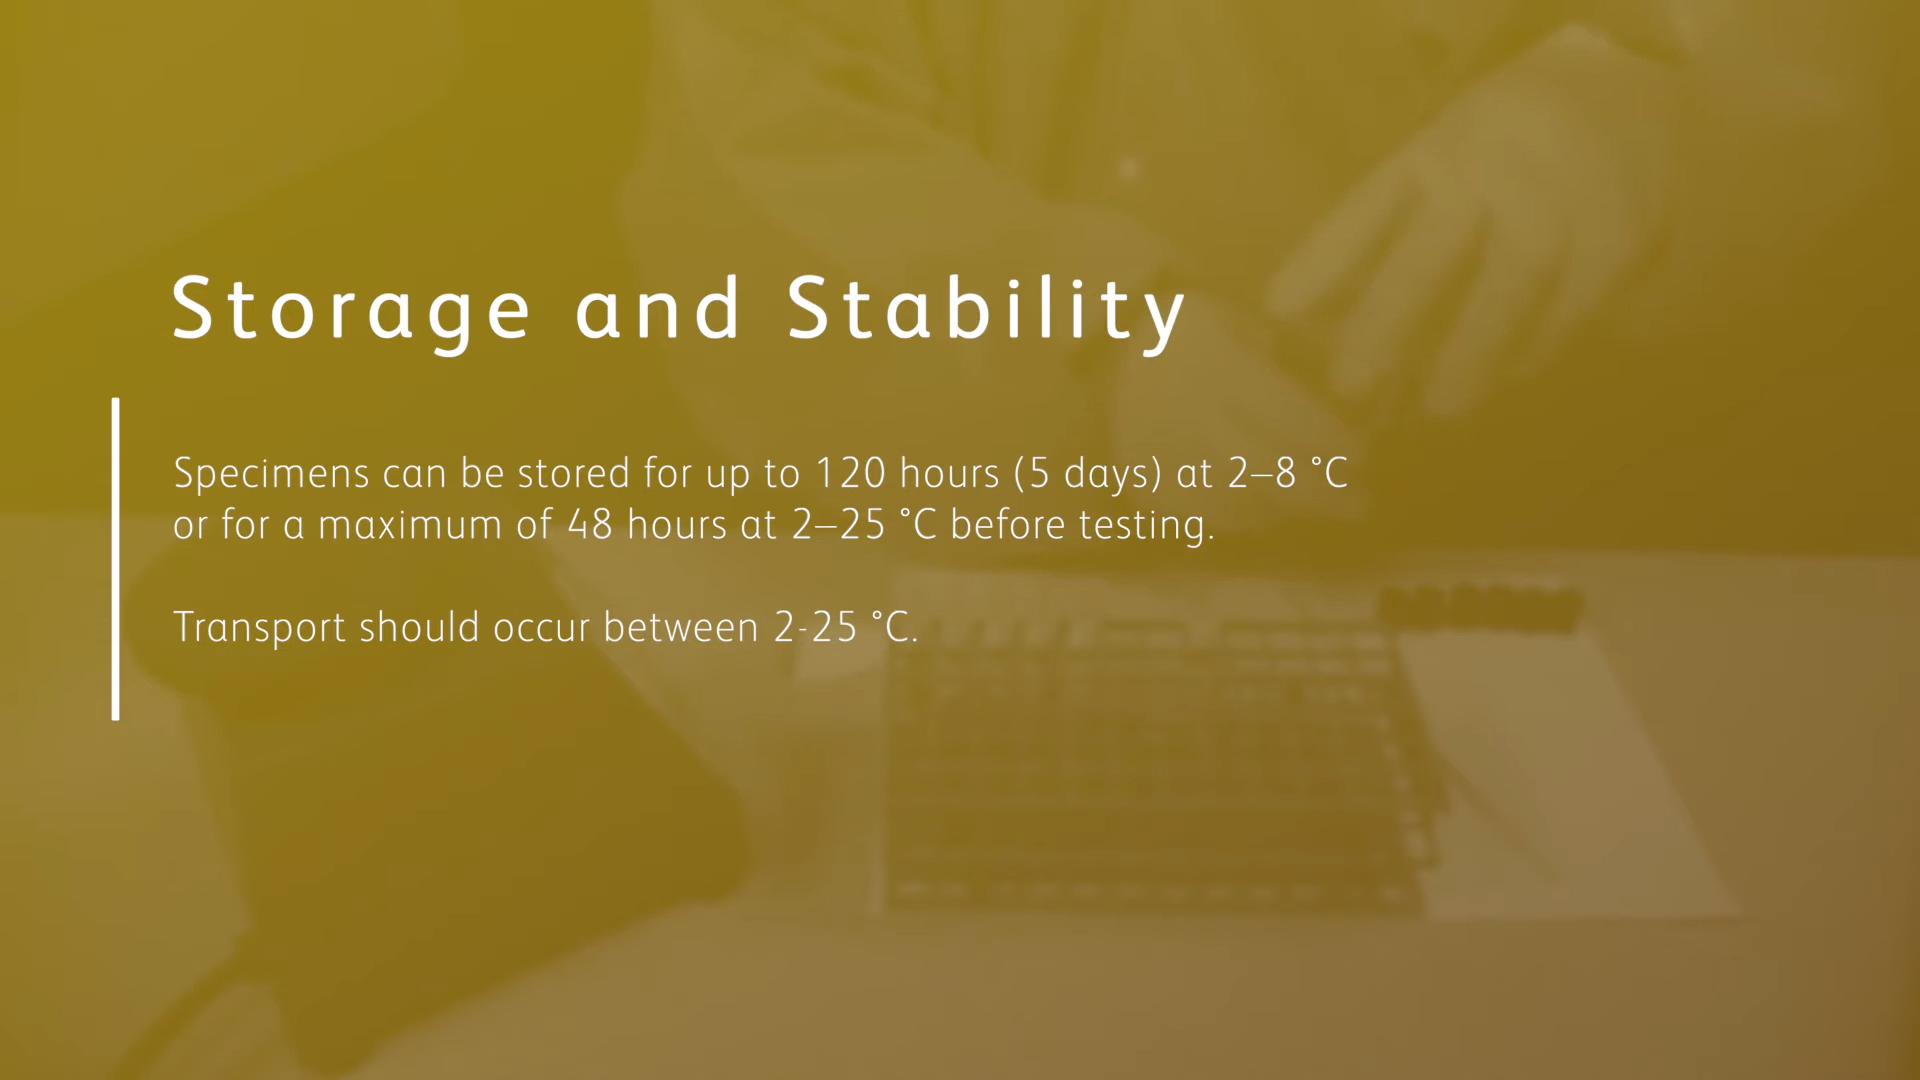 Storage and Stability
Specimens can be stored for up to 120 hours (5 days) at 2–8 °C
or for a maximum of 48 hours at 2–25 °C before testing.
Transport should occur between 2-25 °C.